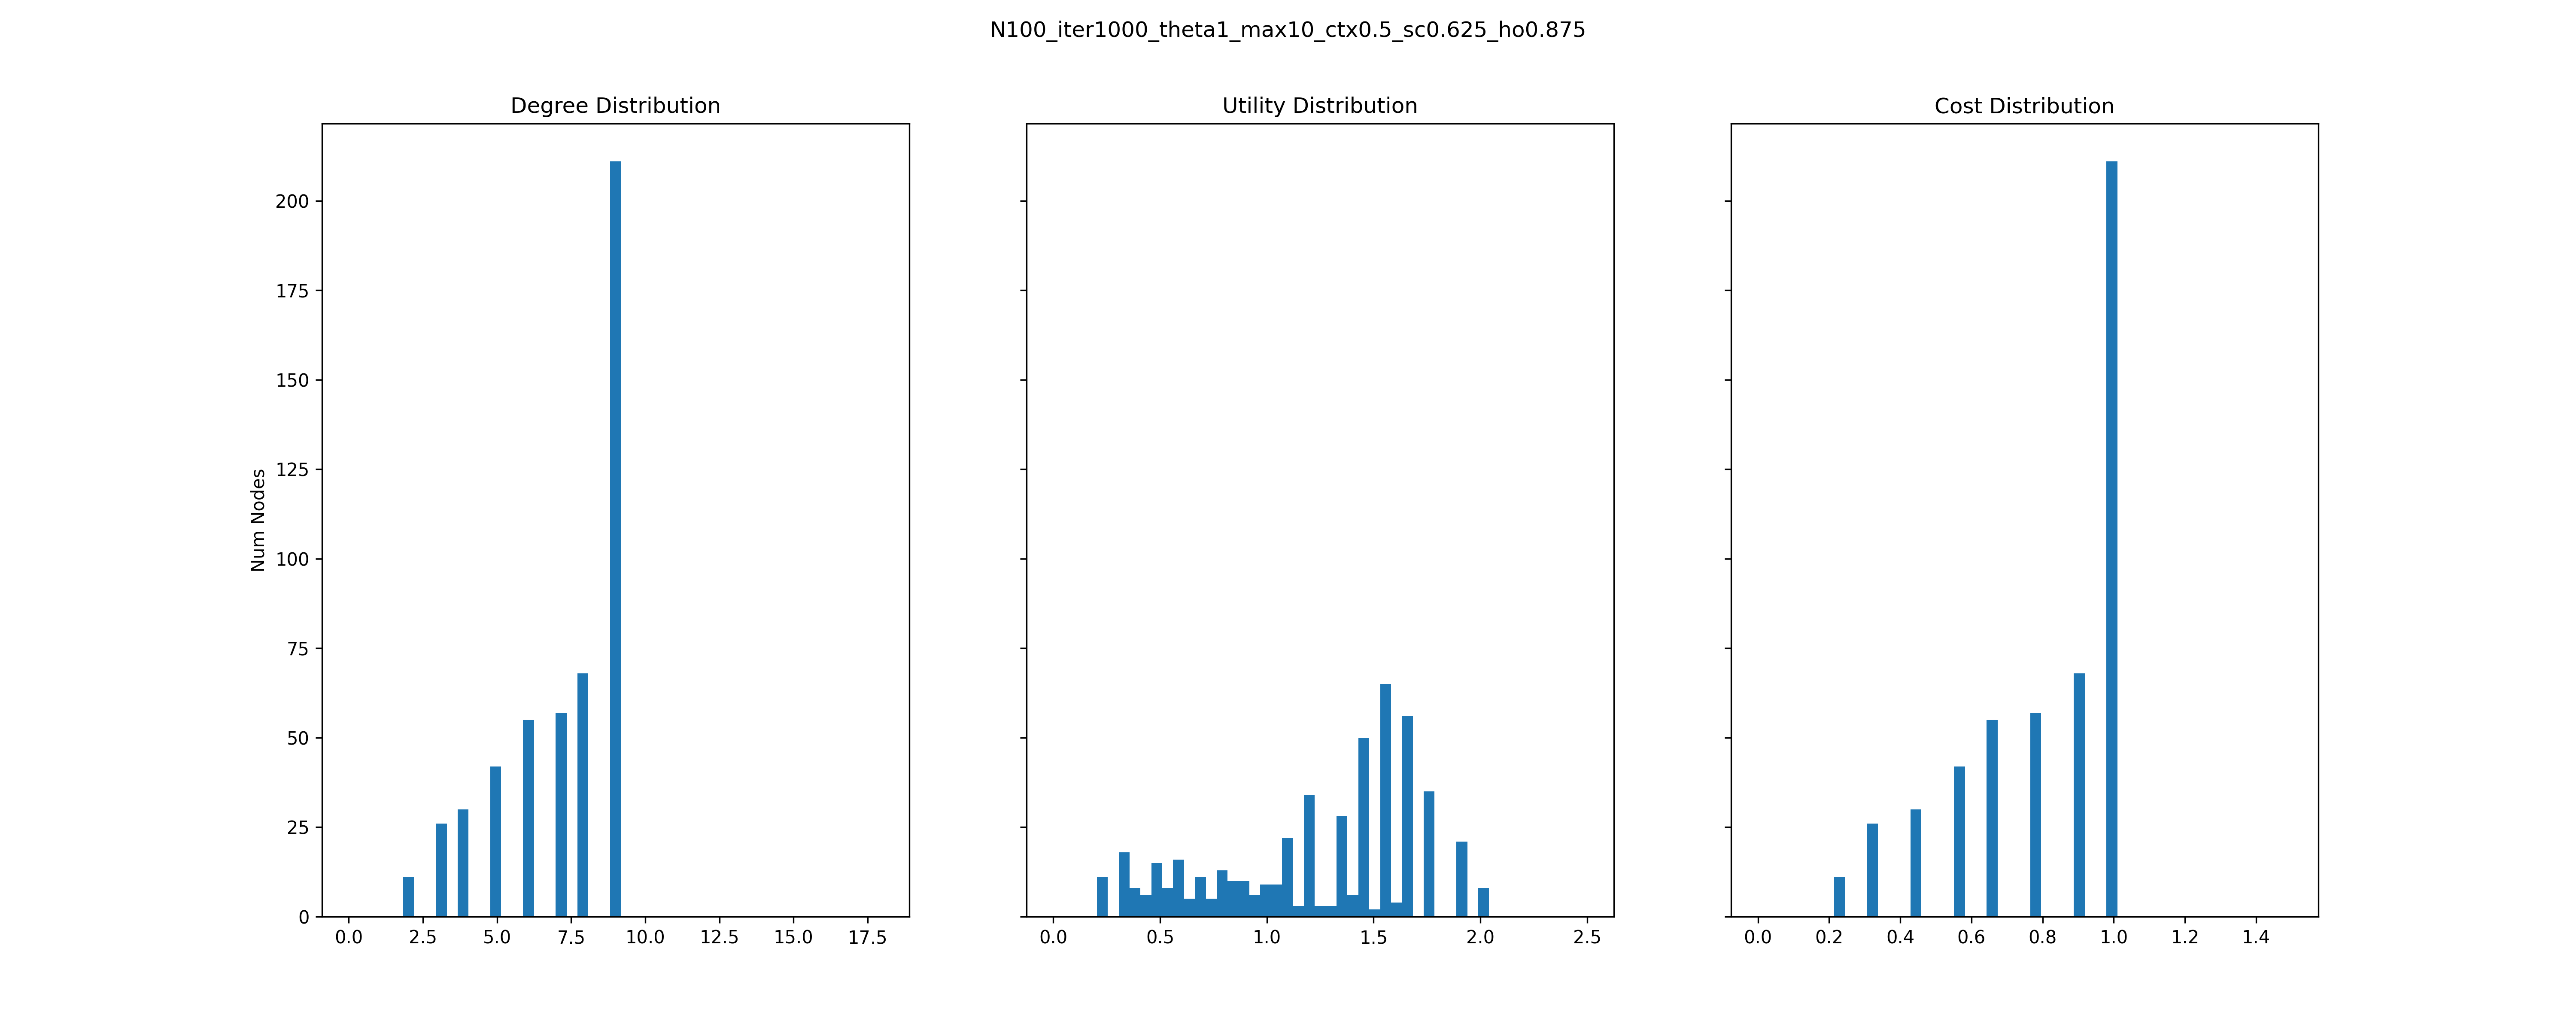 N100_iter1000_theta1_max10_ctx0.5_sc0.625_ho0.875
Degree Distribution
Utility Distribution
Cost Distribution
Num Nodes
200
175
150
125
100
75
50
25
0
0.0 2.5 5.0 7.5 10.0 12.5 15.0 17.5
0.0 0.5 1.0 1.5 2.0 2.5
0.0 0.2 0.4 0.6 0.8 1.0 1.2 1.4